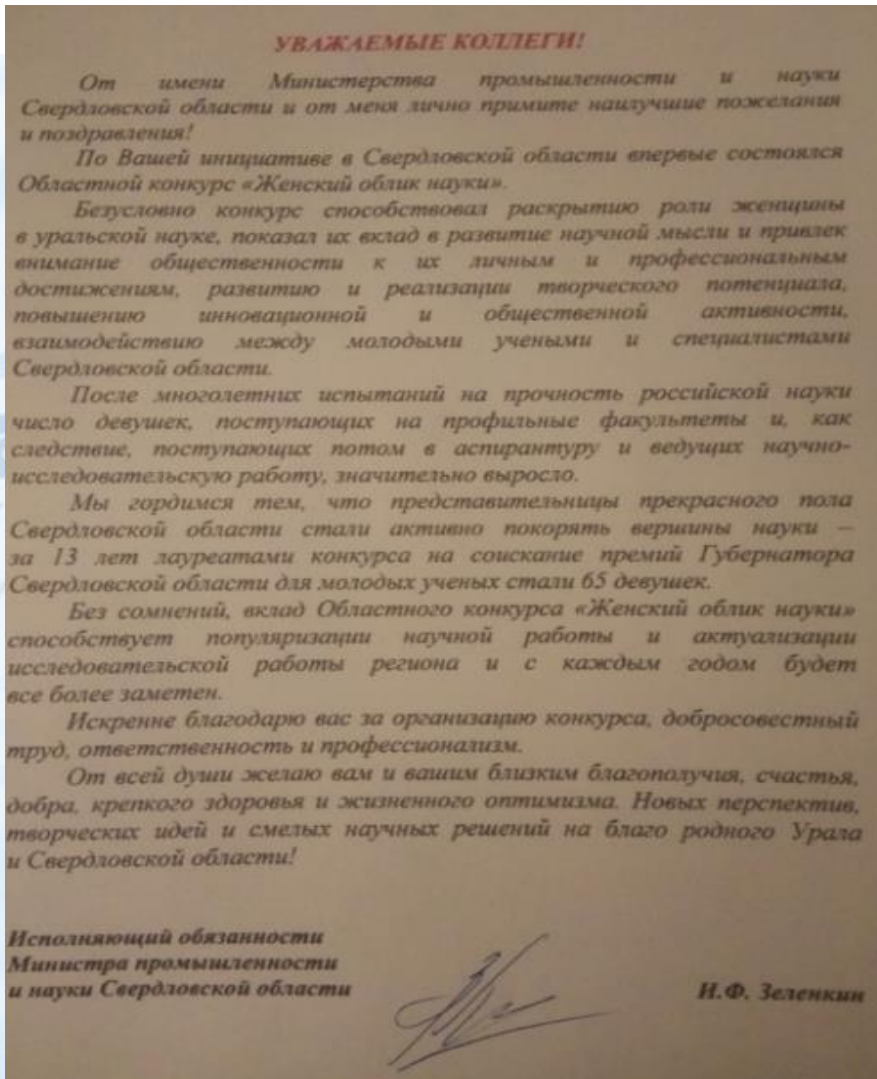 УВАЖАЕМЫЕ КОЛЛЕГИ!
От имени Министерства промышленности и науки
Свердловской области и от меня лично примите наилучшие пожелания
и поздравления!
По Вашей инициативе в Свердловской области впервые состоялся
Областной конкурс «Женский облик науки».
Безусловно конкурс способствовал раскрытию роли женщины
в уральской науке, показал их вклад в развитие научной мысли и привлек
внимание общественности к их личным и профессиональным
достижениям, развитию и реализации творческого потенциала,
повышению инновационной и общественной активности,
взаимодействию между молодыми учеными и специалистами
Свердловской области.
После многолетних испытаний на прочность российской науки
число девушек, поступающих на профильные факультеты и, как
следствие, поступающих потом в аспирантуру и ведущих научно-
исследовательскую работу, значительно выросло.
Мы гордимся тем, что представительницы прекрасного пола
Свердловской области стали активно покорять вершины науки –
за 13 лет лауреатами конкурса на соискание премий Губернатора
Свердловской области для молодых ученых стали 65 девушек.
Без сомнений, вклад Областного конкурса «Женский облик науки»
способствует популяризации научной работы и актуализации
исследовательской работы региона и с каждым годом будет
все более заметен.
Искренне благодарю вас за организацию конкурса, добросовестный
труд, ответственность и профессионализм.
От всей души желаю вам и вашим близким благополучия, счастья,
добра, крепкого здоровья и жизненного оптимизма. Новых перспектив,
творческих идей и смелых научных решений на благо родного Урала
и Свердловской области!
Исполняющий обязанности
Министра промышленности
и науки Свердловской области
И.Ф. Зеленкин